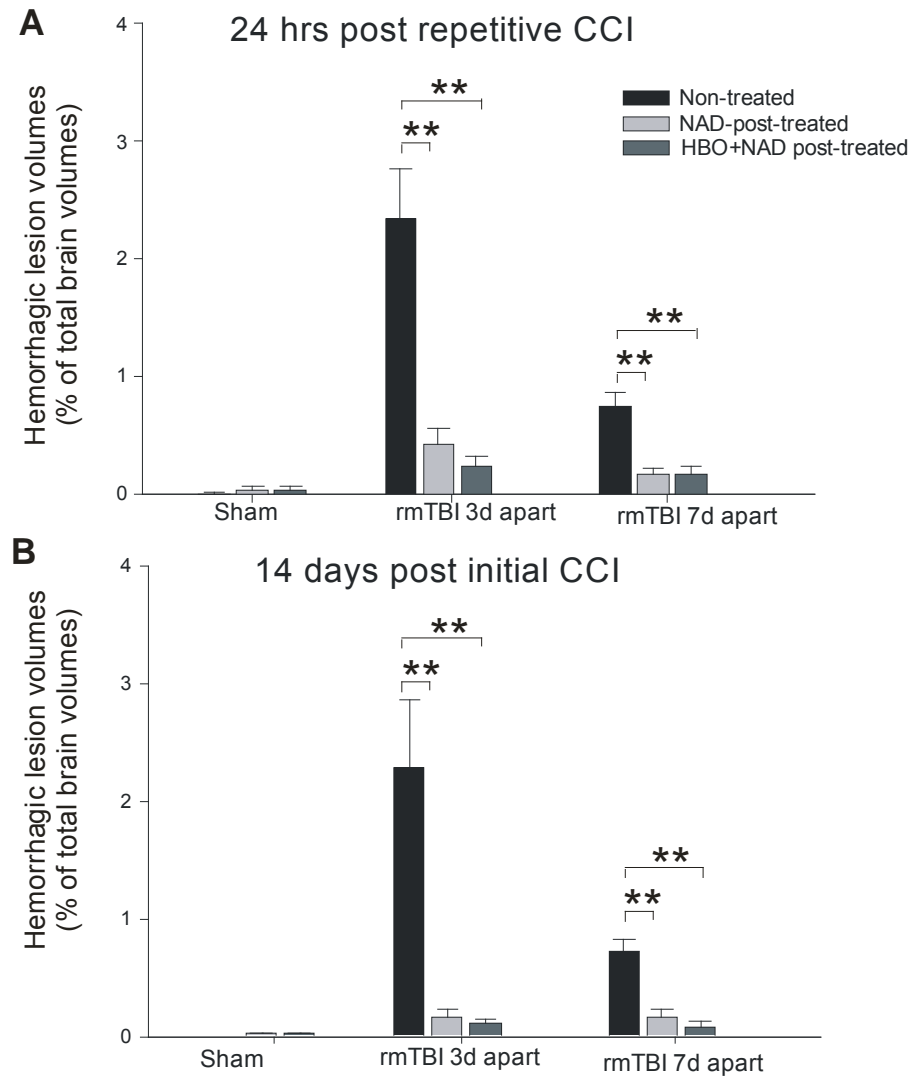 A
24 hrs post repetitive CCI
Hemorrhagic lesion volumes
(% of total brain volumes)
4
3
2
1
0
**
**
**
**
Non-treated
NAD-post-treated
HBO+NAD post-treated
Sham
rmTBI 3d apart
rmTBI 7d apart
B
14 days post initial CCI
Hemorrhagic lesion volumes
(% of total brain volumes)
4
3
2
1
0
**
**
**
**
Sham
rmTBI 3d apart
rmTBI 7d apart